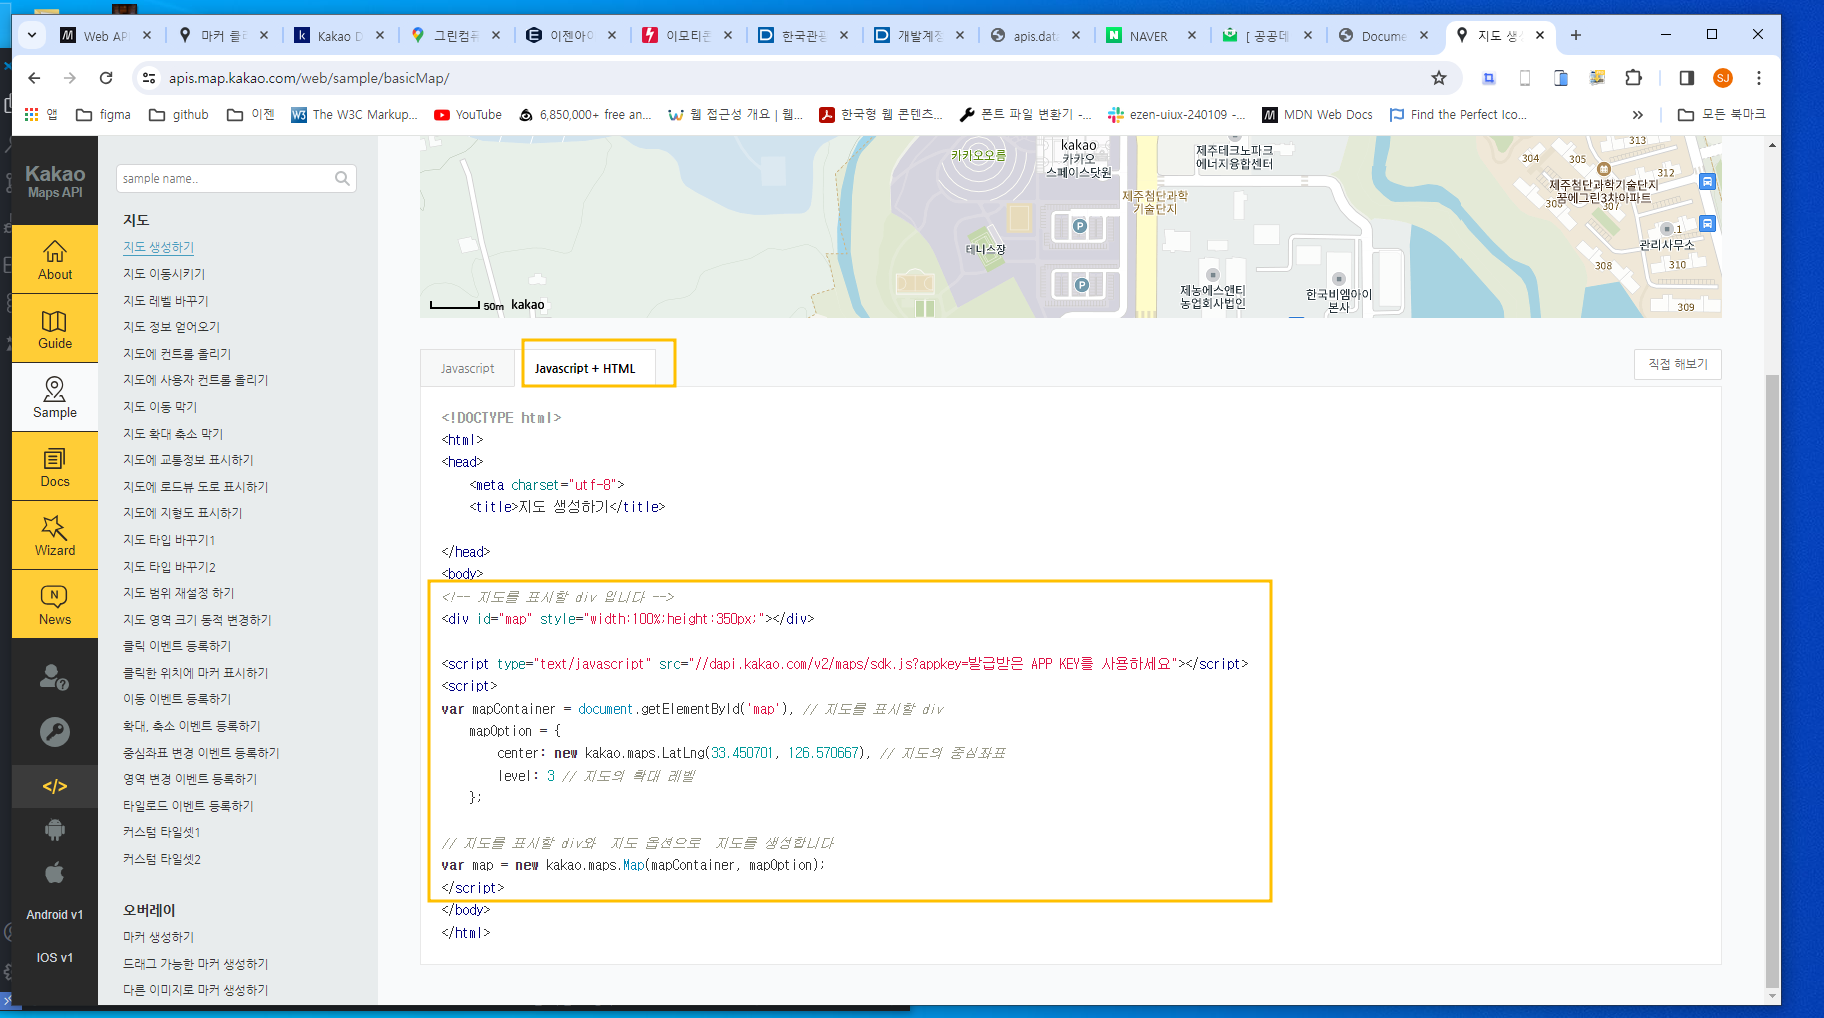 Web AP
마커 클
Kakao D
그린컴퓨
이젠아이
이모티콘
한국관광
개발계정
apis.data
NAVER
[ 공공데
Docume
지도 생성
apis.map.kakao.com/web/sample/basicMap/
SJ
앱
figma
github
이젠
The W3C Markup...
YouTube
6,850,000+ free an...
웹 접근성 개요 | 웹...
한국형 웹 콘텐츠...
폰트 파일 변환기 -...
ezen-uiux-240109 -...
MDN Web Docs
Find the Perfect Ico...
»
모든 북마크
Kakao
Maps API
About
Guide
Sample
Docs
Wizard
News
</>
Android v1
IOS v1
sample name..
지도
지도 생성하기
지도 이동시키기
지도 레벨 바꾸기
지도 정보 얻어오기
지도에 컨트롤 올리기
지도에 사용자 컨트롤 올리기
지도 이동 막기
지도 확대 축소 막기
지도에 교통정보 표시하기
지도에 로드뷰 도로 표시하기
지도에 지형도 표시하기
지도 타입 바꾸기1
지도 타입 바꾸기2
지도 범위 재설정 하기
지도 영역 크기 동적 변경하기
클릭 이벤트 등록하기
클릭한 위치에 마커 표시하기
이동 이벤트 등록하기
확대, 축소 이벤트 등록하기
중심좌표 변경 이벤트 등록하기
영역 변경 이벤트 등록하기
타일로드 이벤트 등록하기
커스텀 타일셋1
커스텀 타일셋2
오버레이
마커 생성하기
드래그 가능한 마커 생성하기
다른 이미지로 마커 생성하기
카카오오름
kakao
카카오
스페이스닷원
제주테크노파크
에너지융합센터
제주첨단과학
기술단지
테니스장
P
P
제농에스앤티
농업회사법인
한국비엠아이
본사
304
305
313
312
제주첨단과학기술단지
꿈에그린3차아파트
관리사무소
308
310
309
50m kakao
Javascript
Javascript + HTML
직접 해보기
<!DOCTYPE html>
<html>
<head>
<meta charset="utf-8">
<title>지도 생성하기</title>
</head>
<body>
<!-- 지도를 표시할 div 입니다 -->
<div id="map" style="width:100%;height:350px;"></div>
<script type="text/javascript" src="//dapi.kakao.com/v2/maps/sdk.js?appkey=발급받은 APP KEY를 사용하세요"></script>
<script>
var mapContainer = document.getElementById('map'), // 지도를 표시할 div
mapOption = {
center: new kakao.maps.LatLng(33.450701, 126.570667), // 지도의 중심좌표
level: 3 // 지도의 확대 레벨
};
// 지도를 표시할 div와  지도 옵션으로  지도를 생성합니다
var map = new kakao.maps.Map(mapContainer, mapOption);
</script>
</body>
</html>